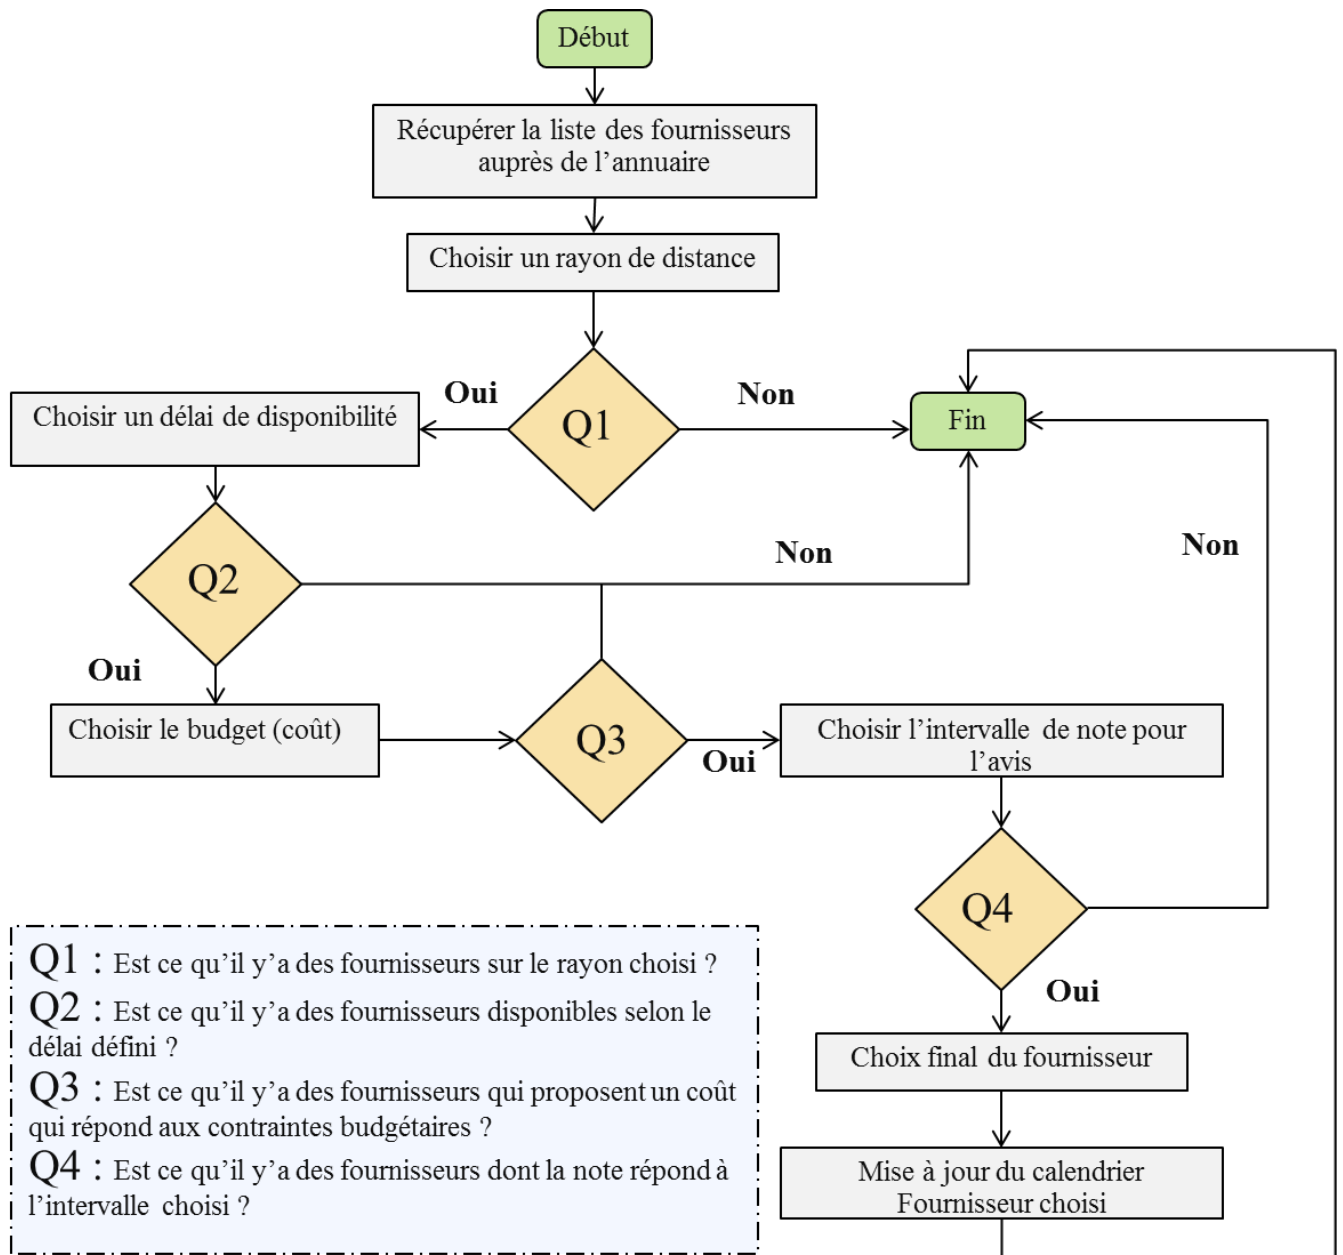 Début
Récupérer la liste des fournisseurs
auprès de l’annuaire
Choisir un rayon de distance
Oui
Q1
Non
Choisir un délai de disponibilité
Fin
Q2
Non
Non
Oui
Choisir le budget (coût)
Q3
Oui
Choisir l’intervalle de note pour
l’avis
Q4
Oui
Choix final du fournisseur
Mise à jour du calendrier
Fournisseur choisi
Q1 : Est ce qu’il y’a des fournisseurs sur le rayon choisi ?
Q2 : Est ce qu’il y’a des fournisseurs disponibles selon le
délai défini ?
Q3 : Est ce qu’il y’a des fournisseurs qui proposent un coût
qui répond aux contraintes budgétaires ?
Q4 : Est ce qu’il y’a des fournisseurs dont la note répond à
l’intervalle choisi ?